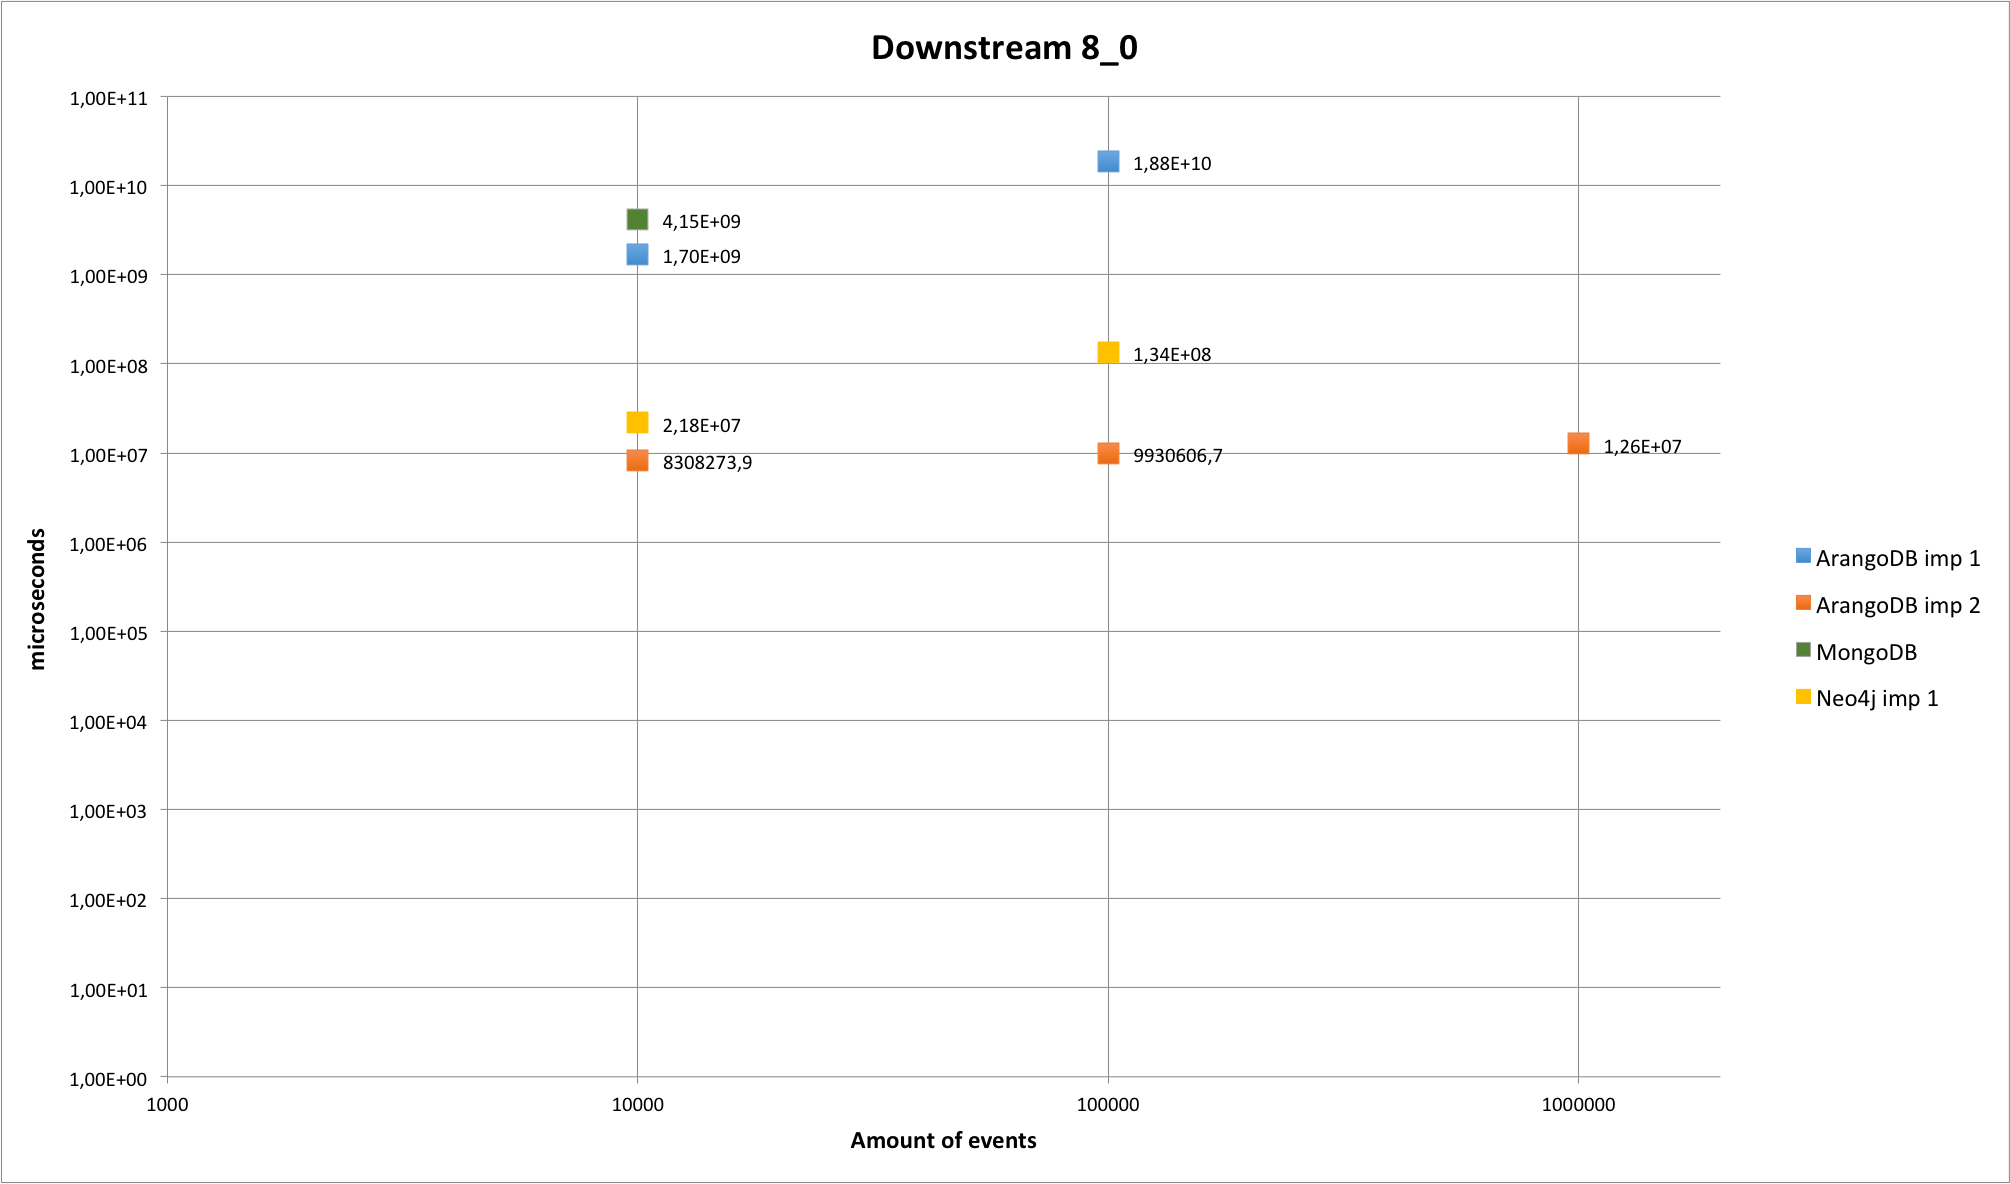 Downstream 8_0
1,00E+11
1,88E+10
1,00E+10
4,15E+09
1,70E+09
1,00E+09
1,34E+08
1,00E+08
2,18E+07
1,26E+07
1,00E+07
9930606,7
8308273,9
1,00E+06
1,00E+05
1,00E+04
1,00E+03
1,00E+02
1,00E+01
1,00E+00
microseconds
1000 10000 100000 1000000
Amount of events
ArangoDB imp 1
ArangoDB imp 2
MongoDB
Neo4j imp 1